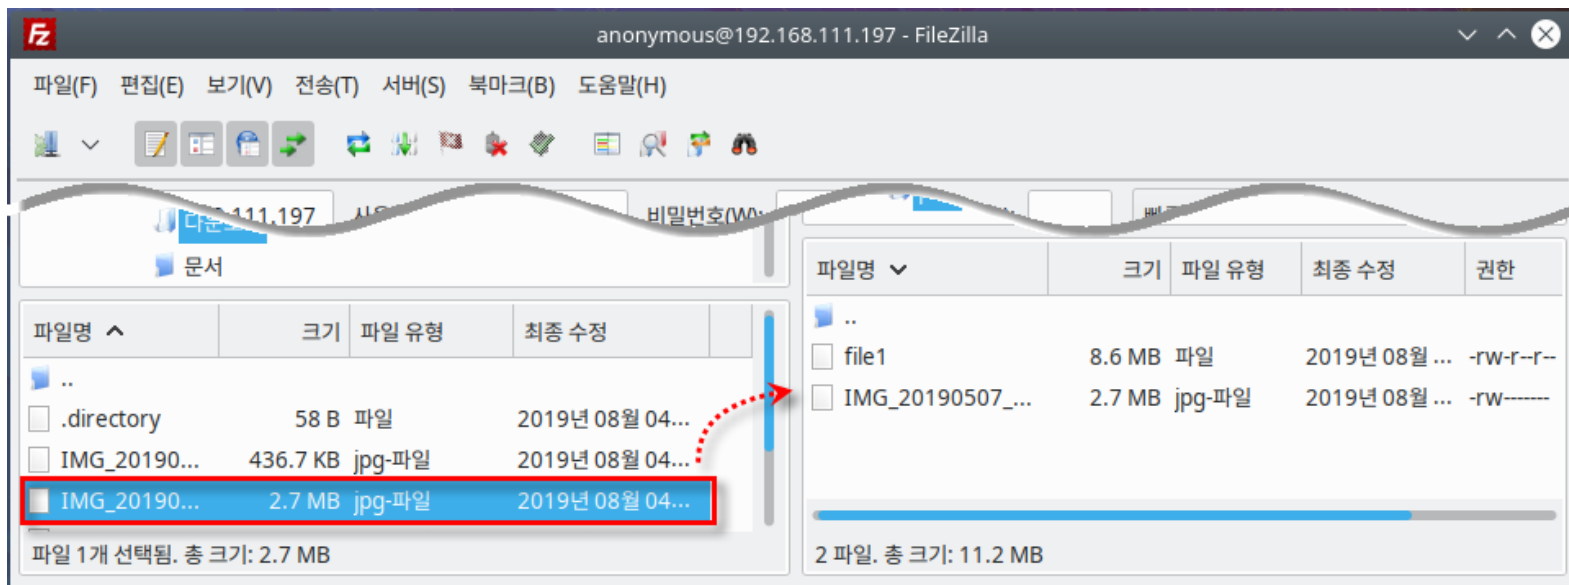 anonymous@192.168.111.197 - FileZilla
파일(F) 편집(E) 보기(V) 전송(T) 서버(S) 북마크(B) 도움말(H)
111.197 비밀번호(W):
문서
파일명 크기 파일 유형 최종 수정
..
.directory 58 B 파일 2019년 08월 04...
IMG_20190... 436.7 KB jpg-파일 2019년 08월 04...
IMG_20190... 2.7 MB jpg-파일 2019년 08월 04...
파일 1개 선택됨. 총 크기: 2.7 MB
파일명 크기 파일 유형 최종 수정 권한
..
file1 8.6 MB 파일 2019년 08월 ... -rw-r--r--
IMG_20190507_... 2.7 MB jpg-파일 2019년 08월 ... -rw-------
2 파일. 총 크기: 11.2 MB